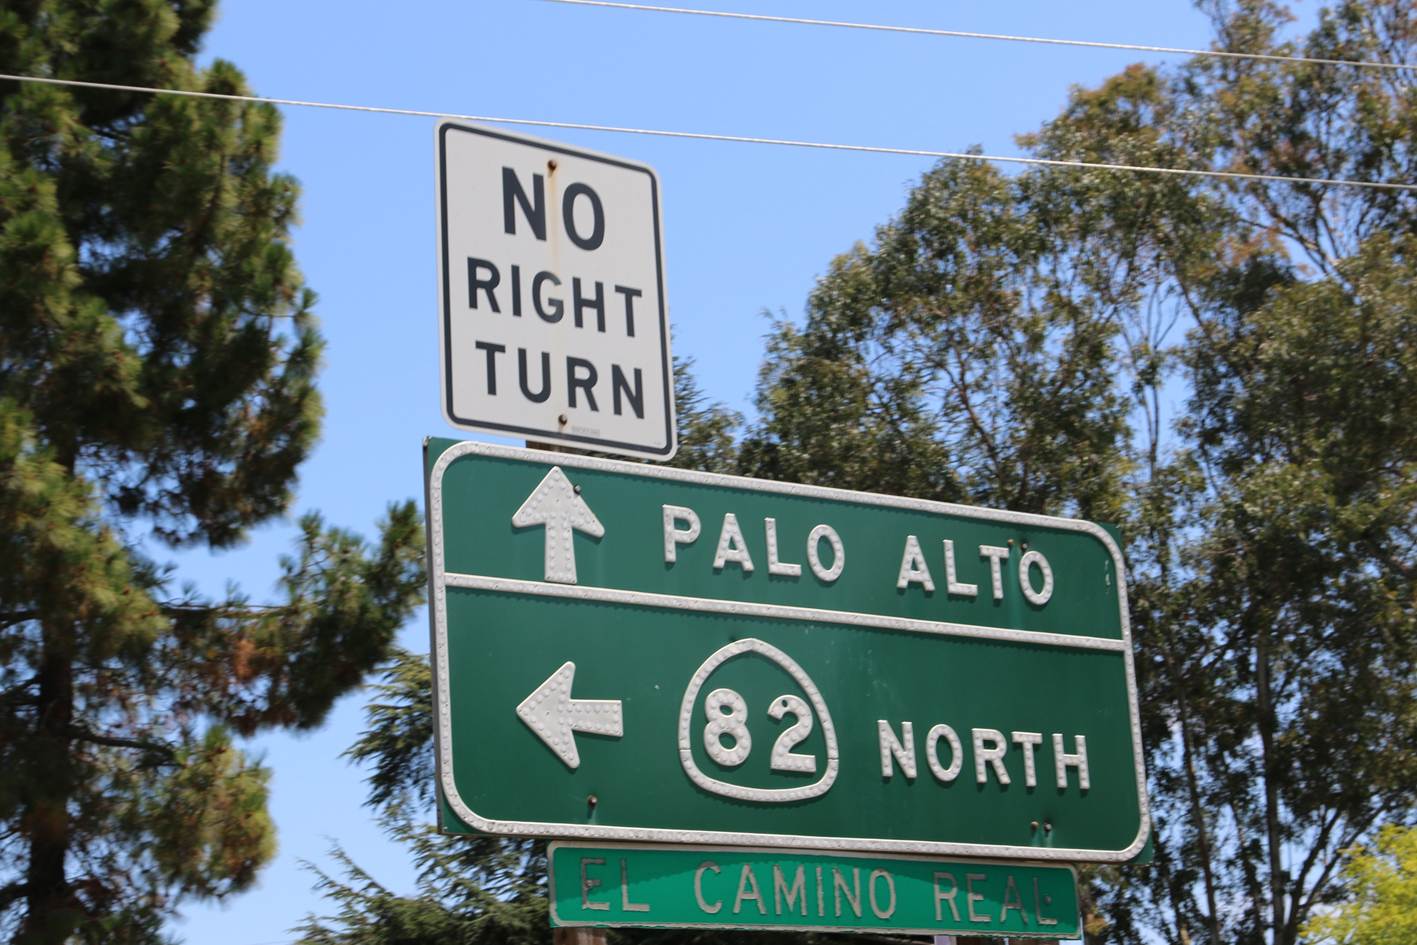 NO
RIGHT
TURN
PALO ALTO
82 NORTH
EL CAMINO REAL